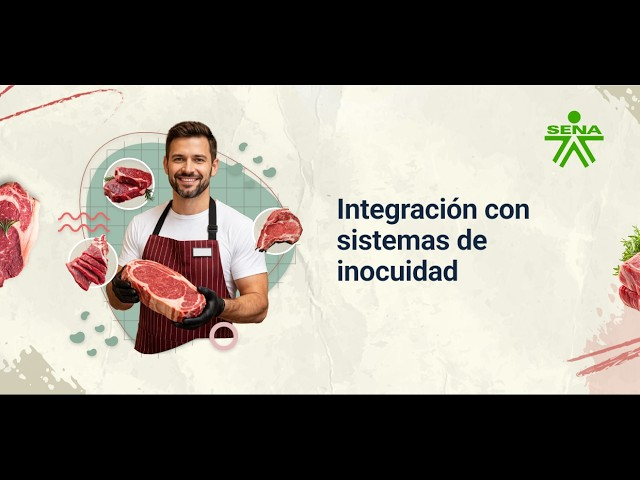 SENA
Integración con
sistemas de
inocuidad